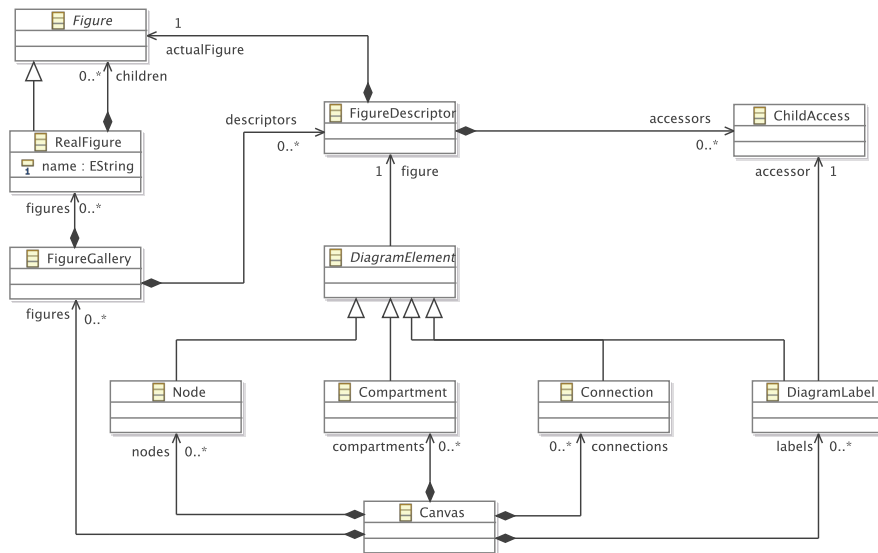 Figure
1
actualFigure
0..* children
descriptors
0..*
FigureDescriptor
accessors
0..*
ChildAccess
RealFigure
name : EString
1 figure
accessor 1
figures 0..*
FigureGallery
DiagramElement
figures 0..*
Node
Compartment
Connection
DiagramLabel
nodes 0..*
compartments 0..*
0..* connections
labels 0..*
Canvas